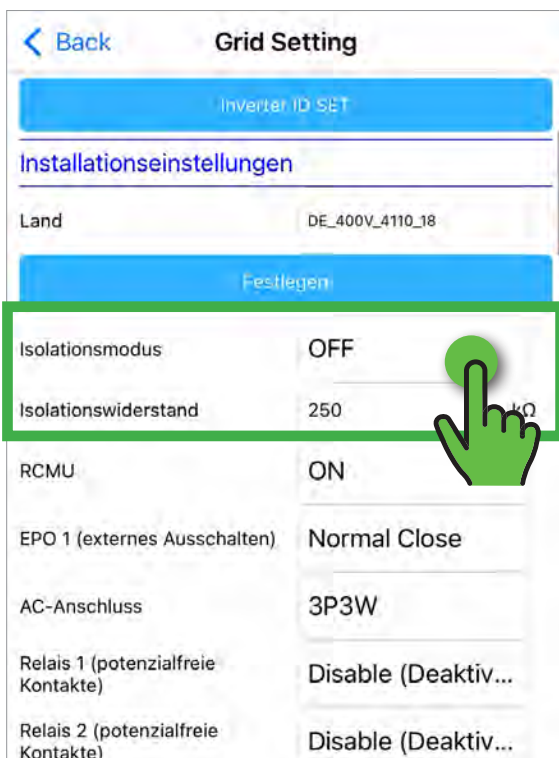 Back
Grid Setting
Inverter ID SET
Installationseinstellungen
Land
DE_400V_4110_18
Festlegen
Isolationsmodus
OFF
Isolationswiderstand
250
kΩ
RCMU
ON
EPO 1 (externes Ausschalten)
Normal Close
AC-Anschluss
3P3W
Relais 1 (potenzialfreie
Kontakte)
Disable (Deaktiv...
Relais 2 (potenzialfreie
Kontakte)
Disable (Deaktiv...